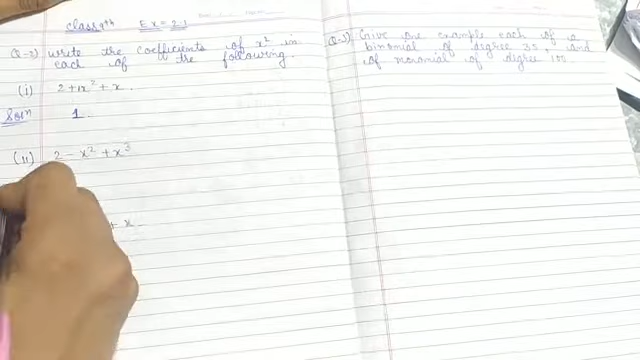 class 9th Ex = 2.1
Q-2) write the coefficients of x² in
each of the following.
(i) 2 + 1x² + x.
Solⁿ 1.
(ii) 2 - x² + x³
+ x
Q-3) Give one example each of a
binomial of degree 35, and
of monomial of degree 100